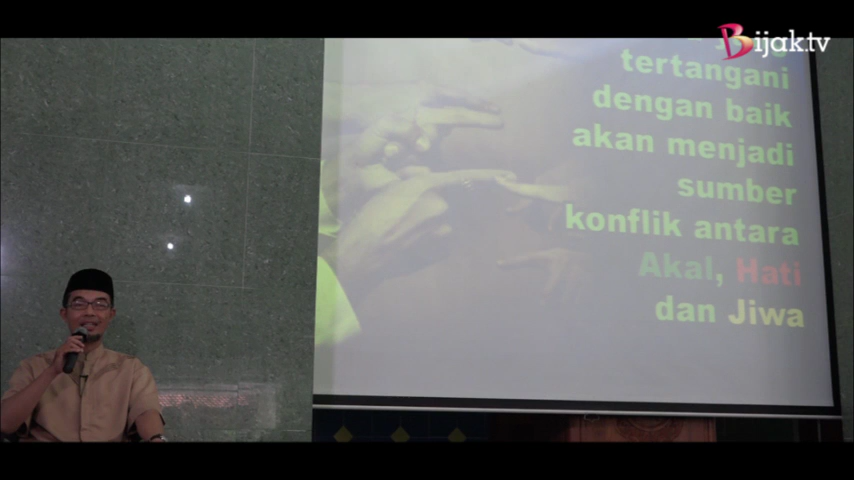 Bijak.tv
tertangani
dengan baik
akan menjadi
sumber
konflik antara
Akal, Hati
dan Jiwa